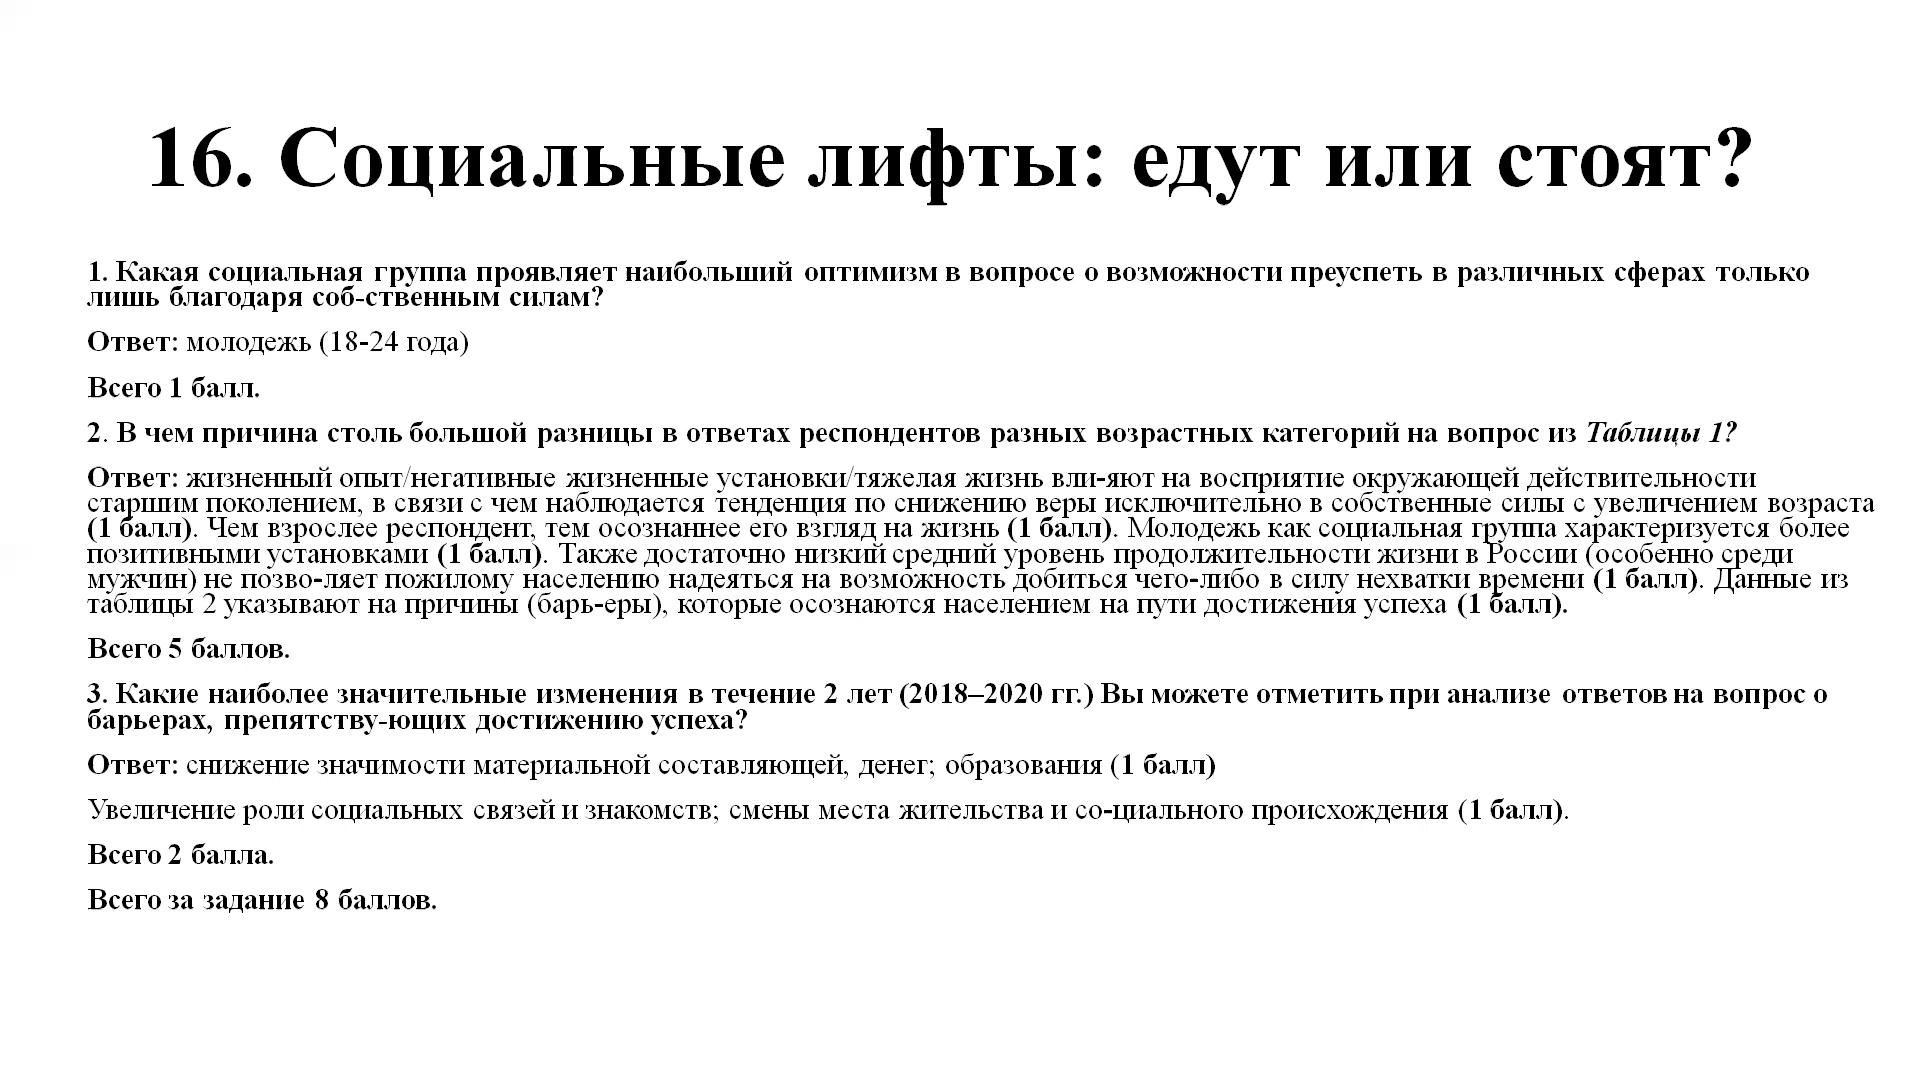 16. Социальные лифты: едут или стоят?
1. Какая социальная группа проявляет наибольший оптимизм в вопросе о возможности преуспеть в различных сферах только
лишь благодаря соб-ственным силам?
Ответ: молодежь (18-24 года)
Всего 1 балл.
2. В чем причина столь большой разницы в ответах респондентов разных возрастных категорий на вопрос из Таблицы 1?
Ответ: жизненный опыт/негативные жизненные установки/тяжелая жизнь вли-яют на восприятие окружающей действительности
старшим поколением, в связи с чем наблюдается тенденция по снижению веры исключительно в собственные силы с увеличением возраста
(1 балл). Чем взрослее респондент, тем осознаннее его взгляд на жизнь (1 балл). Молодежь как социальная группа характеризуется более
позитивными установками (1 балл). Также достаточно низкий средний уровень продолжительности жизни в России (особенно среди
мужчин) не позво-ляет пожилому населению надеяться на возможность добиться чего-либо в силу нехватки времени (1 балл). Данные из
таблицы 2 указывают на причины (барь-еры), которые осознаются населением на пути достижения успеха (1 балл).
Всего 5 баллов.
3. Какие наиболее значительные изменения в течение 2 лет (2018–2020 гг.) Вы можете отметить при анализе ответов на вопрос о
барьерах, препятству-ющих достижению успеха?
Ответ: снижение значимости материальной составляющей, денег; образования (1 балл)
Увеличение роли социальных связей и знакомств; смены места жительства и со-циального происхождения (1 балл).
Всего 2 балла.
Всего за задание 8 баллов.